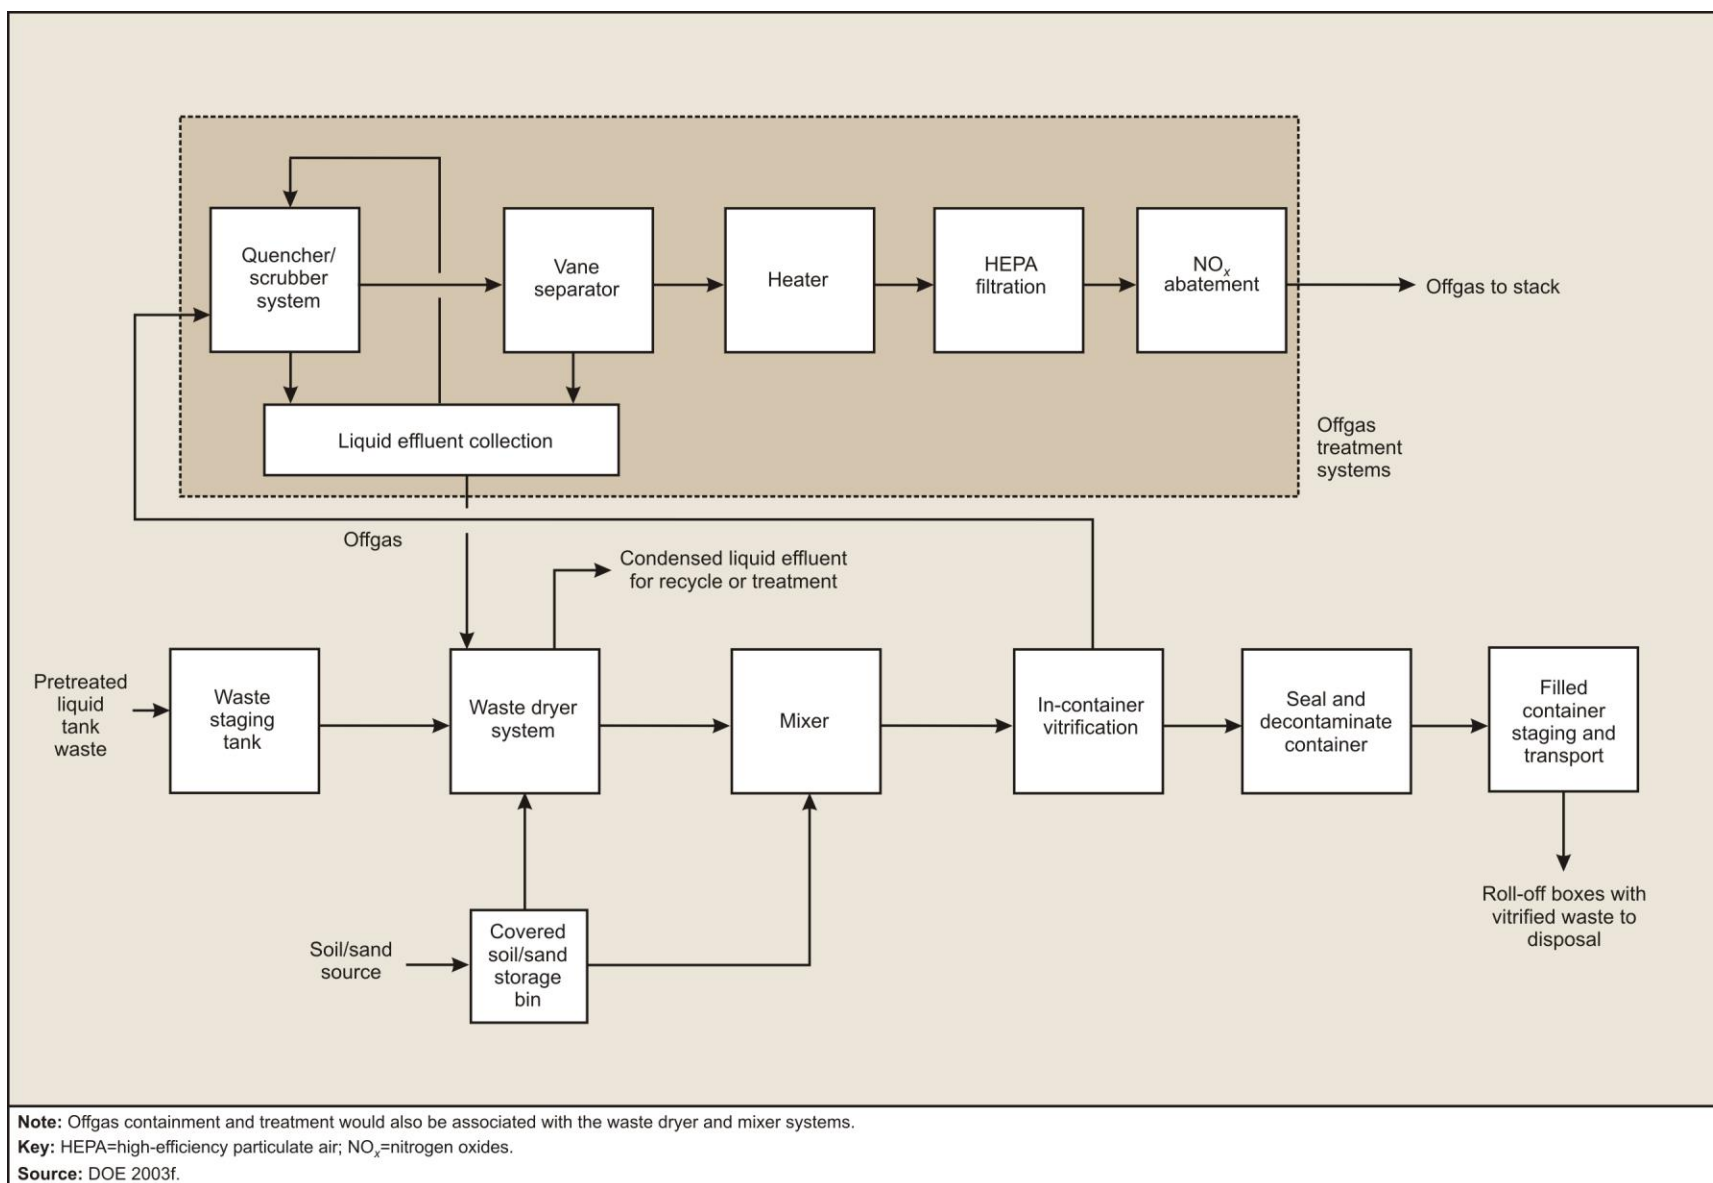 Quencher/
scrubber
system
Vane
separator
Heater
HEPA
filtration
NOx
abatement
Offgas to stack
Liquid effluent collection
Offgas
treatment
systems
Offgas
Condensed liquid effluent
for recycle or treatment
Pretreated
liquid
tank
waste
Waste
staging
tank
Waste dryer
system
Mixer
In-container
vitrification
Seal and
decontaminate
container
Filled
container
staging and
transport
Soil/sand
source
Covered
soil/sand
storage
bin
Roll-off boxes with
vitrified waste to
disposal
Note: Offgas containment and treatment would also be associated with the waste dryer and mixer systems.
Key: HEPA=high-efficiency particulate air; NOx=nitrogen oxides.
Source: DOE 2003f.